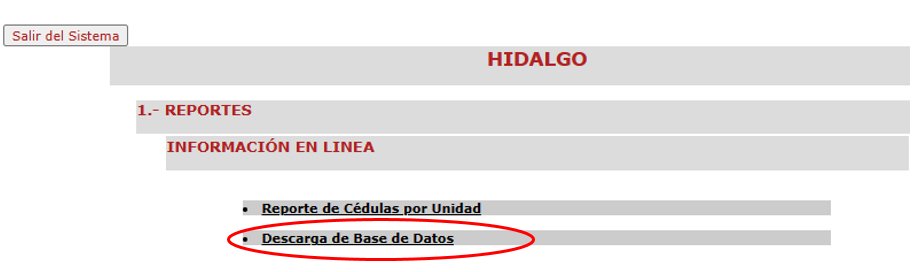 Salir del Sistema
HIDALGO
1.- REPORTES
INFORMACIÓN EN LINEA
Reporte de Cédulas por Unidad
Descarga de Base de Datos